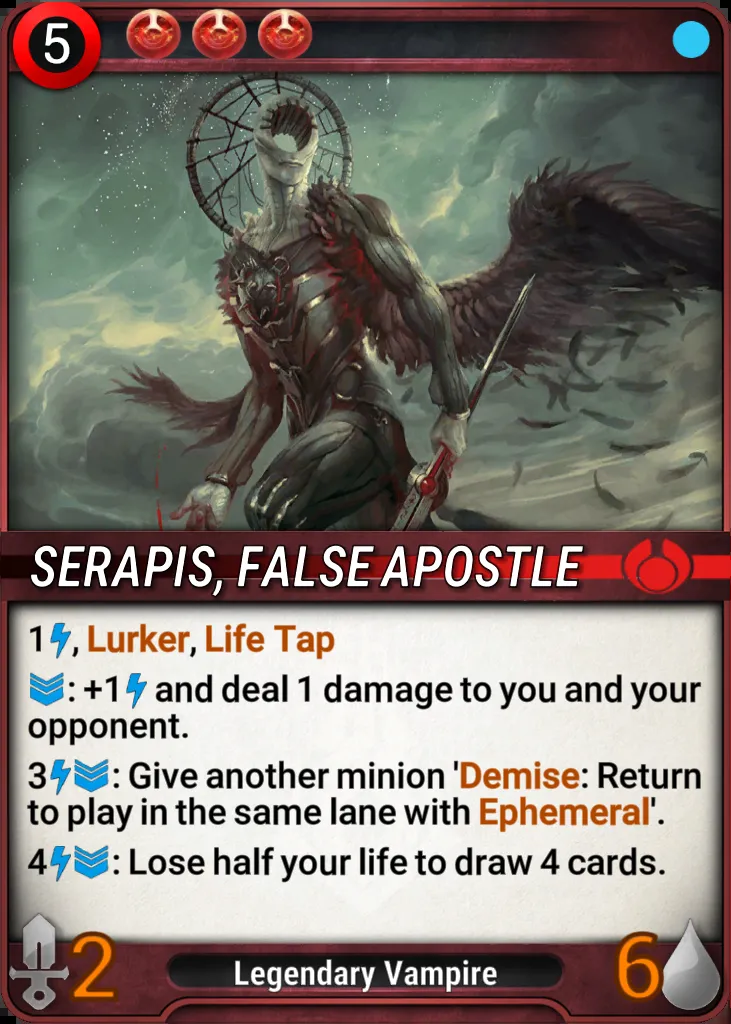 5
SERAPIS, FALSE APOSTLE
1, Lurker, Life Tap
: +1 and deal 1 damage to you and your
opponent.
3: Give another minion 'Demise: Return
to play in the same lane with Ephemeral'.
4: Lose half your life to draw 4 cards.
2
Legendary Vampire
6